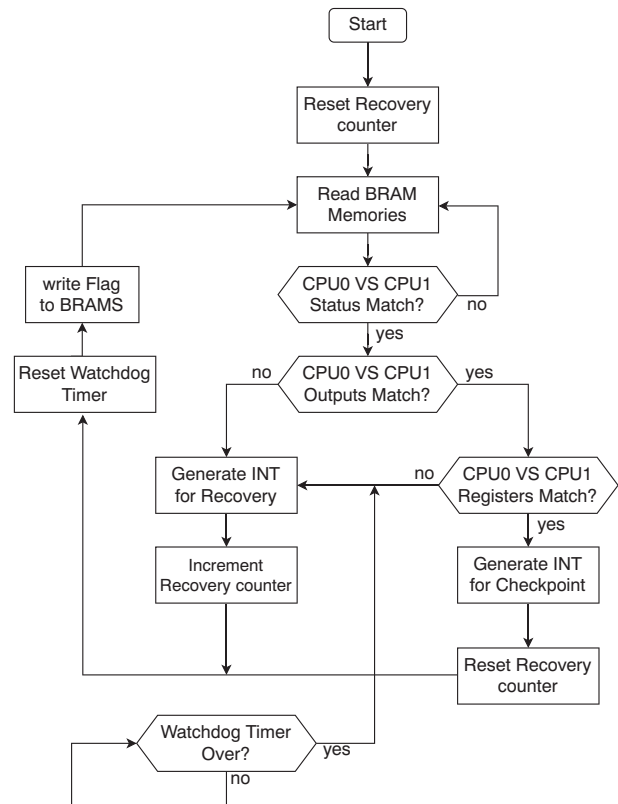 Start
Reset Recovery
counter
Read BRAM
Memories
CPU0 VS CPU1
Status Match?
no
yes
write Flag
to BRAMS
Reset Watchdog
Timer
CPU0 VS CPU1
Outputs Match?
no
yes
Generate INT
for Recovery
no
CPU0 VS CPU1
Registers Match?
yes
Increment
Recovery counter
Generate INT
for Checkpoint
Reset Recovery
counter
Watchdog Timer
Over?
yes
no